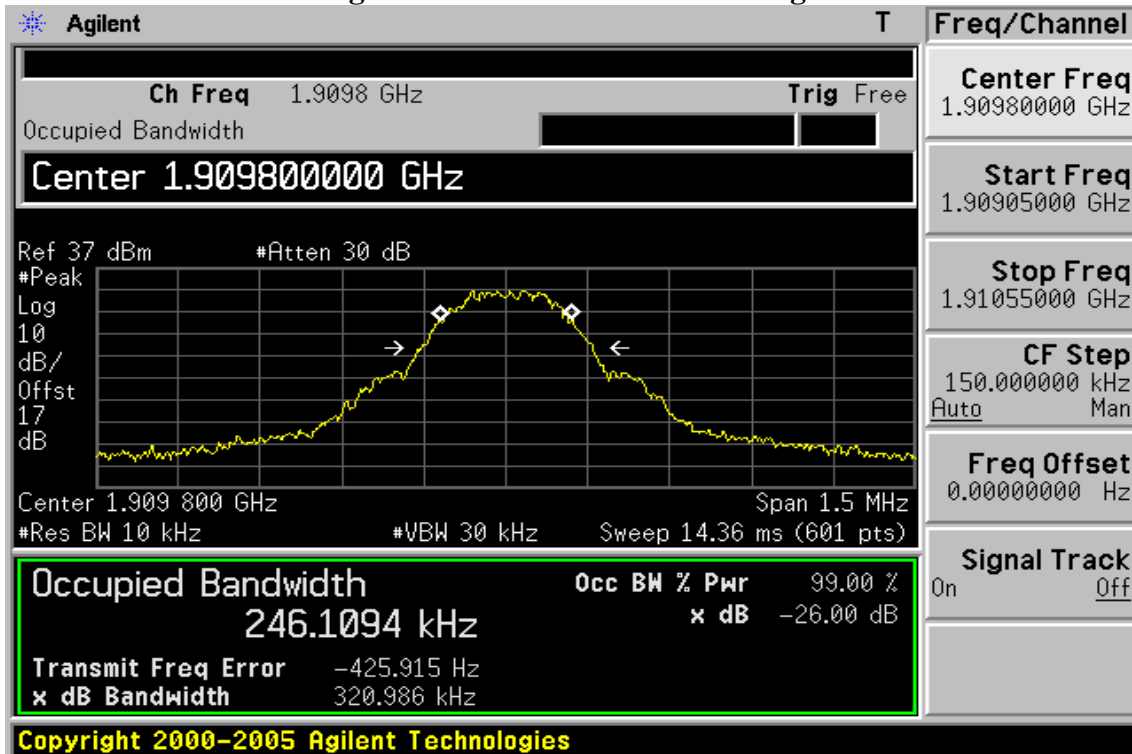 Agilent T
Ch Freq 1.9098 GHz Trig Free
Occupied Bandwidth
Center 1.909800000 GHz
Ref 37 dBm #Atten 30 dB
#Peak
Log
10
dB/
Offst
17
dB
Center 1.909 800 GHz Span 1.5 MHz
#Res BW 10 kHz #VBW 30 kHz Sweep 14.36 ms (601 pts)
Occupied Bandwidth Occ BW % Pwr 99.00 %
246.1094 kHz x dB -26.00 dB
Transmit Freq Error -425.915 Hz
x dB Bandwidth 320.986 kHz
Copyright 2000-2005 Agilent Technologies
Freq/Channel
Center Freq
1.90980000 GHz
Start Freq
1.90905000 GHz
Stop Freq
1.91055000 GHz
CF Step
150.000000 kHz
Auto Man
Freq Offset
0.00000000 Hz
Signal Track
On Off